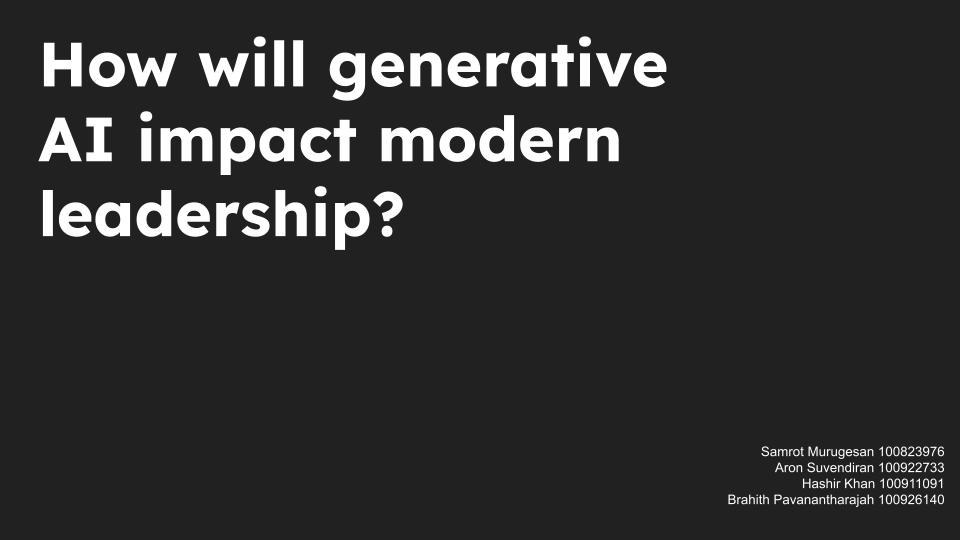 How will generative
AI impact modern
leadership?
Samrot Murugesan 100823976
Aron Suvendiran 100922733
Hashir Khan 100911091
Brahith Pavanantharajah 100926140